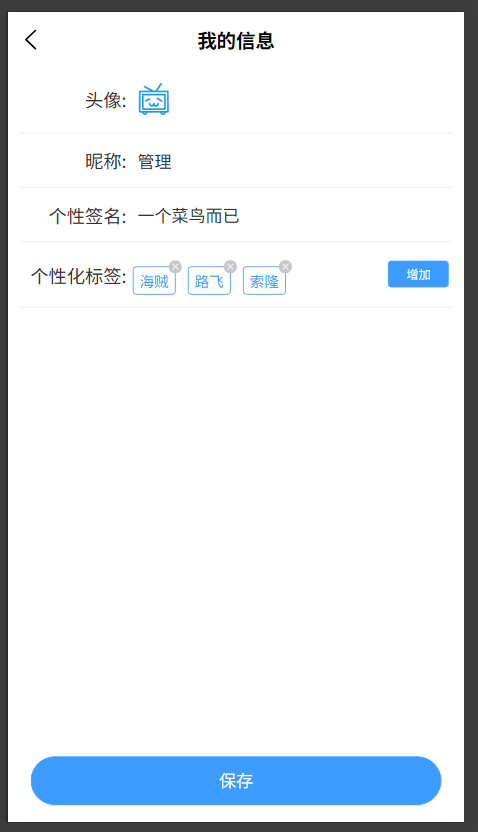 我的信息
头像:
昵称: 管理
个性签名: 一个菜鸟而已
个性化标签: 海贼 路飞 索隆 增加
保存